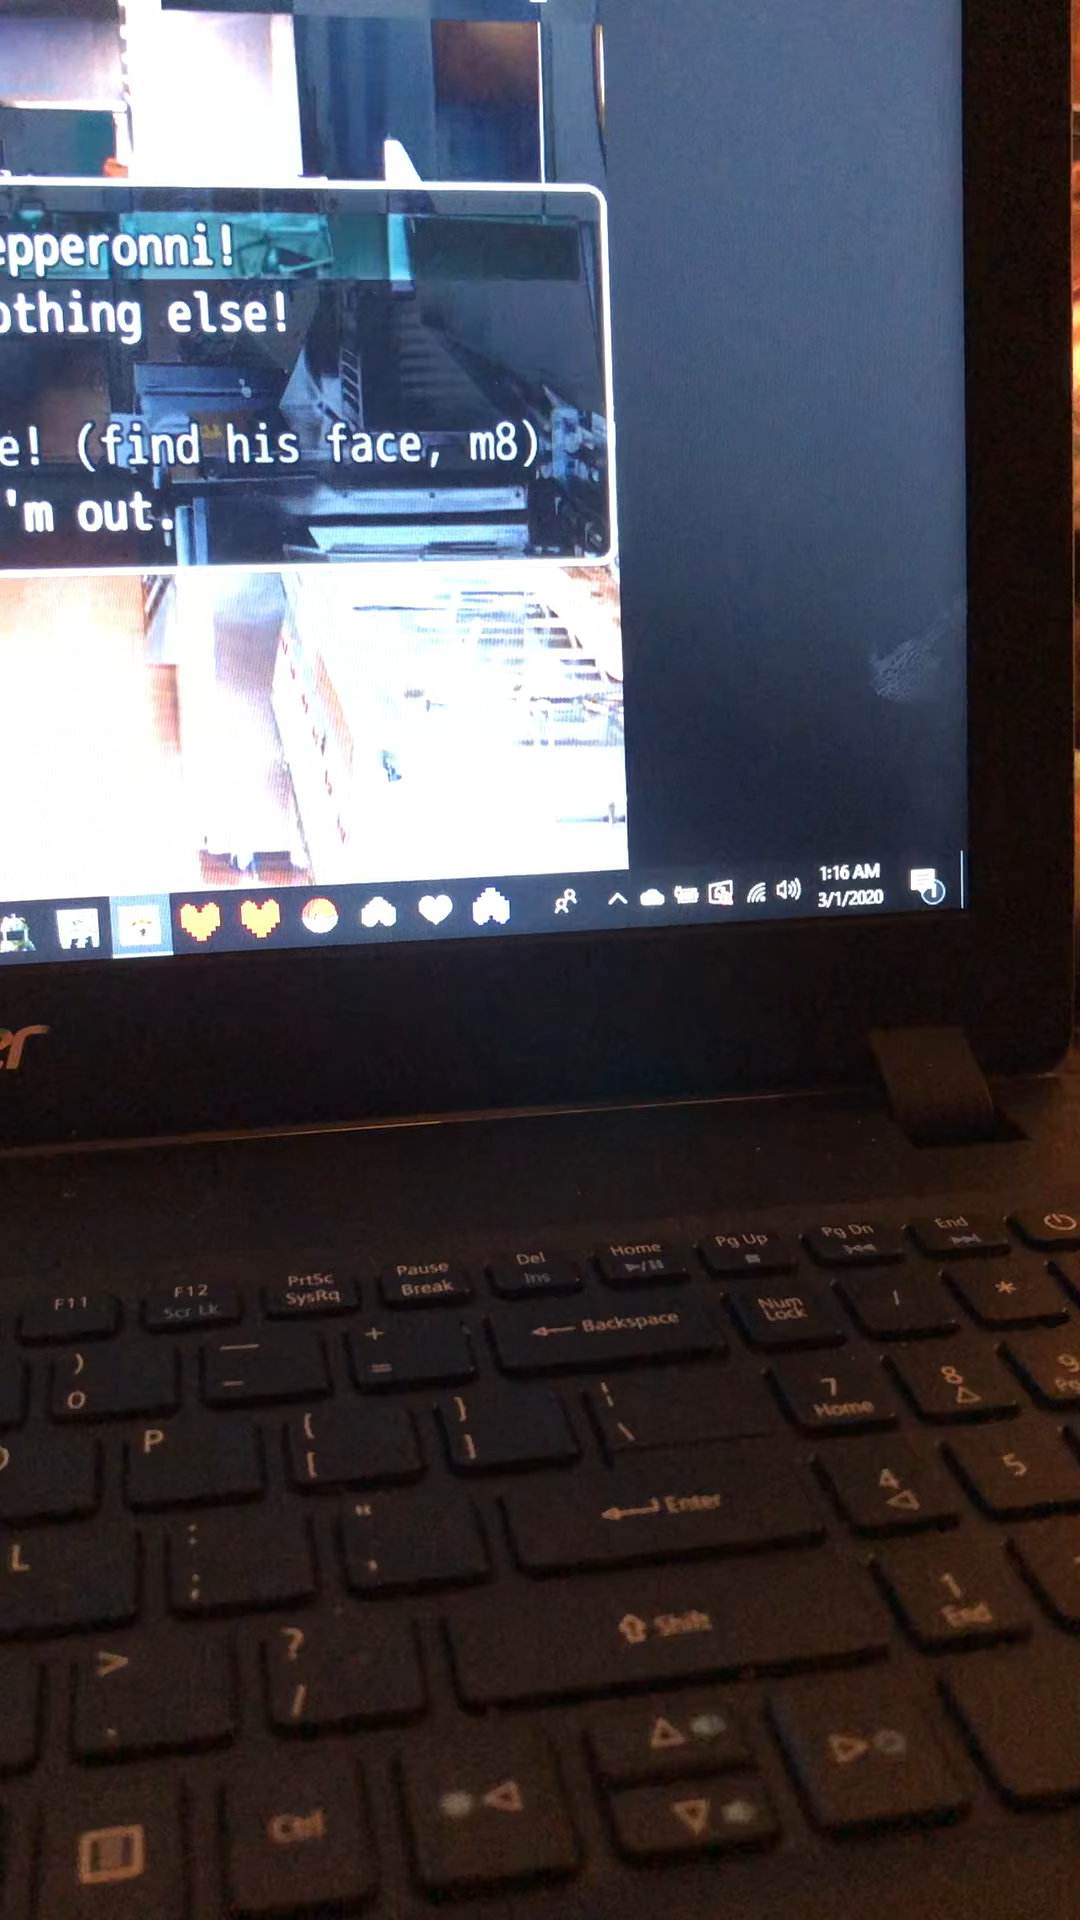 epperonni!
othing else!
e! (find his face, m8)
'm out.
1:16 AM
3/1/2020
er
F11
F12
Scr Lk
PrtSc
SysRq
Pause
Break
Del
Ins
Home
Pg Up
Pg Dn
End
)
0
—
-
+
=
← Backspace
Num
Lock
/
*
7
Home
8
9
P
{
[
}
]
¦
\
← Enter
4
5
L
:
;
"
'
Shift
1
End
>
.
?
/
Ctrl